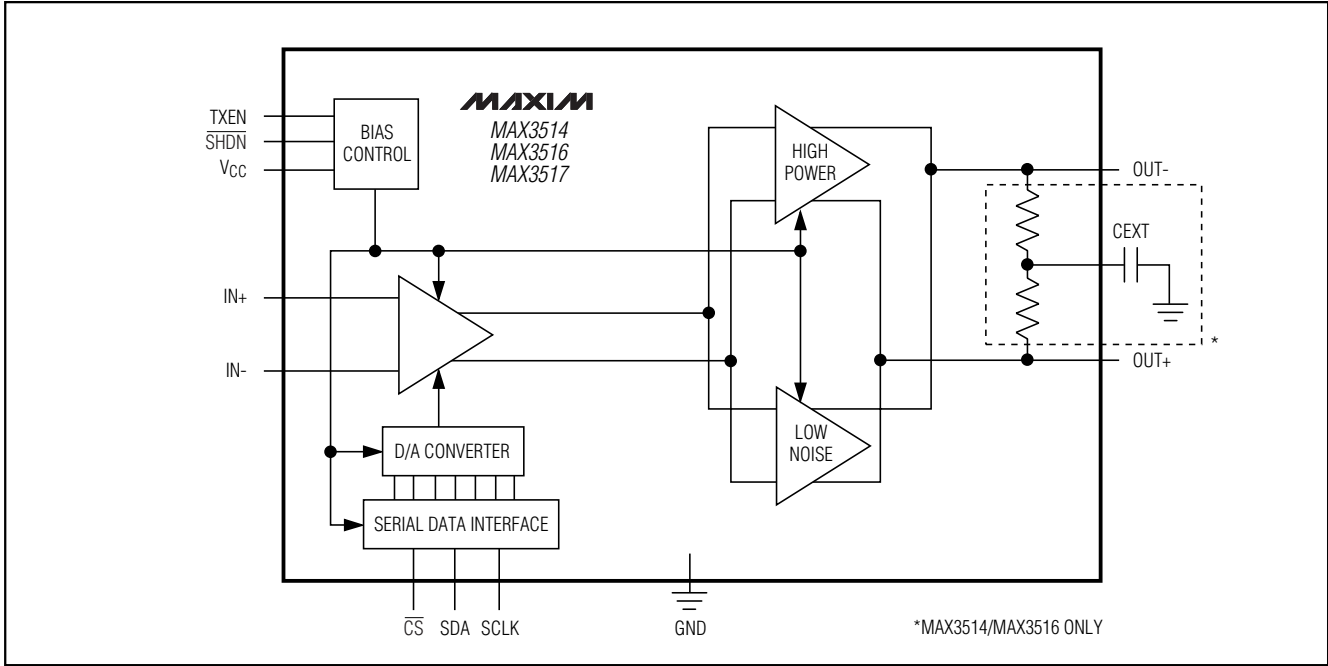 TXEN
SHDN
VCC
BIAS
CONTROL
MAXIM
MAX3514
MAX3516
MAX3517
HIGH
POWER
OUT-
CEXT
IN+
IN-
*
OUT+
LOW
NOISE
D/A CONVERTER
SERIAL DATA INTERFACE
CS SDA SCLK
GND
*MAX3514/MAX3516 ONLY